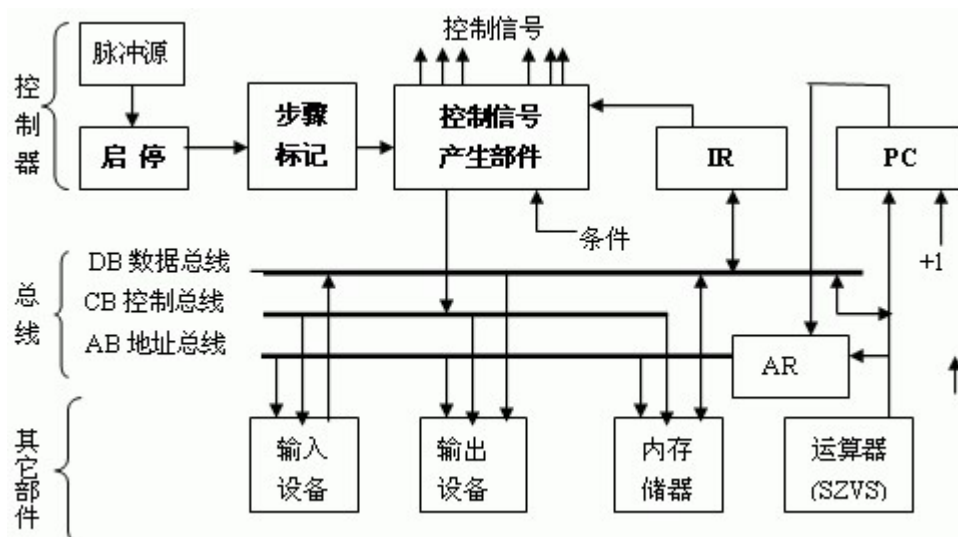 控制信号
脉冲源
控制器
步骤
标记
控制信号
产生部件
启 停
IR
PC
条件
+1
总线
DB 数据总线
CB 控制总线
AB 地址总线
AR
其它部件
输入
设备
输出
设备
内存
储器
运算器
(SZVS)